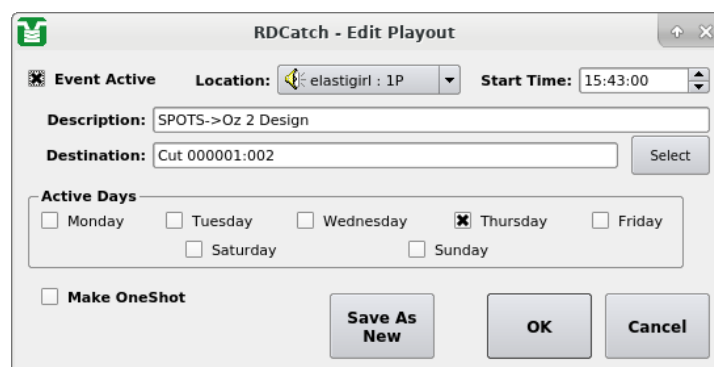 RDCatch - Edit Playout
Event Active Location: elastigirl : 1P Start Time: 15:43:00
Description: SPOTS->Oz 2 Design
Destination: Cut 000001:002 Select
Active Days
Monday Tuesday Wednesday Thursday Friday
Saturday Sunday
Make OneShot
Save As
New
OK
Cancel